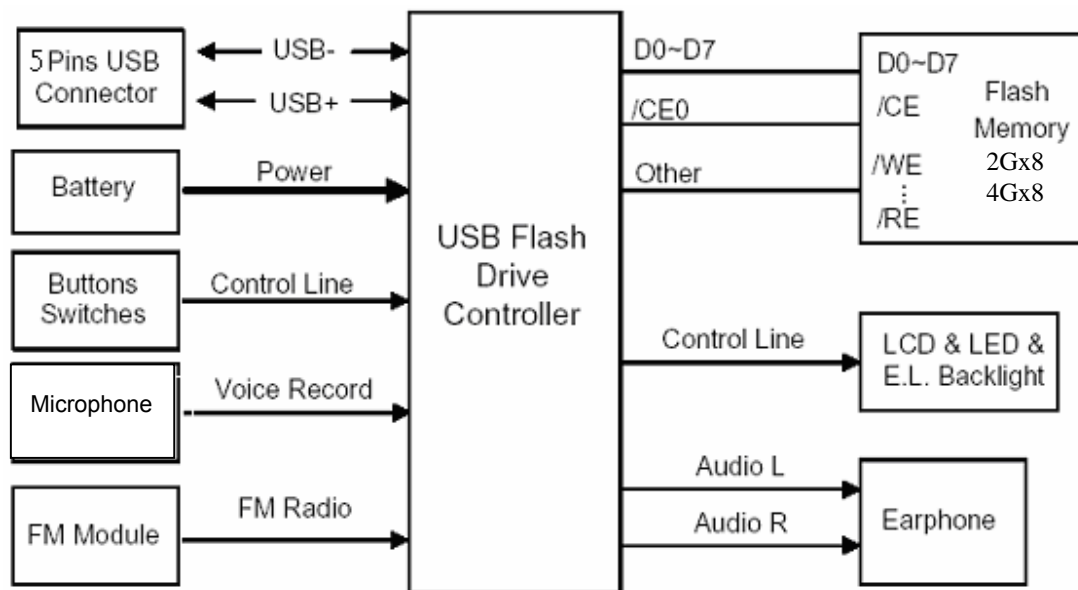 5 Pins USB
Connector
USB-
USB+
Battery
Power
Buttons
Switches
Control Line
Microphone
Voice Record
FM Module
FM Radio
USB Flash
Drive
Controller
D0~D7
/CE0
Other
D0~D7
/CE
/WE
/RE
Flash
Memory
2Gx8
4Gx8
Control Line
LCD & LED &
E.L. Backlight
Audio L
Audio R
Earphone